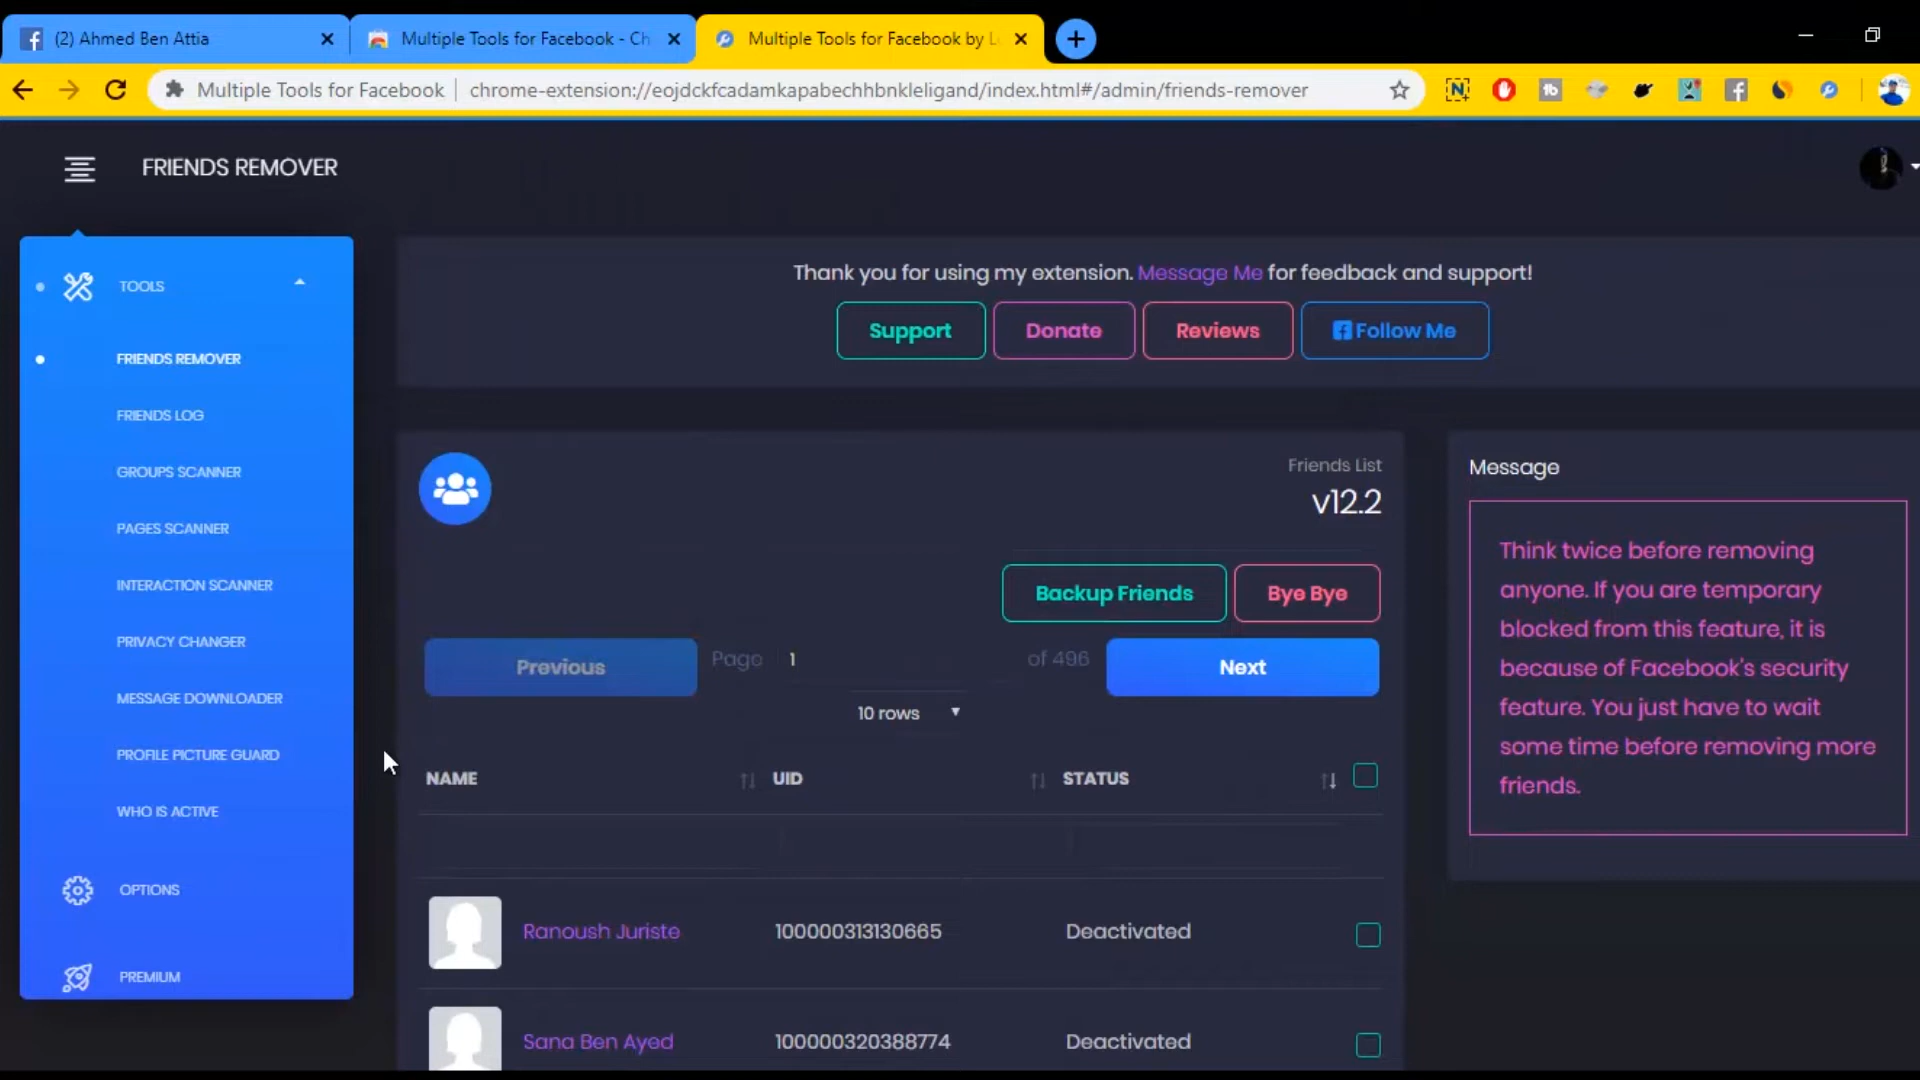 (2) Ahmed Ben Attia
Multiple Tools for Facebook - Ch
Multiple Tools for Facebook by L
Multiple Tools for Facebook | chrome-extension://eojdckfcadamkapabechhbnkleligand/index.html#/admin/friends-remover
FRIENDS REMOVER
TOOLS
FRIENDS REMOVER
FRIENDS LOG
GROUPS SCANNER
PAGES SCANNER
INTERACTION SCANNER
PRIVACY CHANGER
MESSAGE DOWNLOADER
PROFILE PICTURE GUARD
WHO IS ACTIVE
OPTIONS
PREMIUM
Thank you for using my extension. Message Me for feedback and support!
Support Donate Reviews Follow Me
Friends List
v12.2
Backup Friends Bye Bye
Previous Page 1 of 496 Next
10 rows
NAME UID STATUS
Ranoush Juriste 100000313130665 Deactivated
Sana Ben Ayed 100000320388774 Deactivated
Message
Think twice before removing
anyone. If you are temporary
blocked from this feature, it is
because of Facebook's security
feature. You just have to wait
some time before removing more
friends.